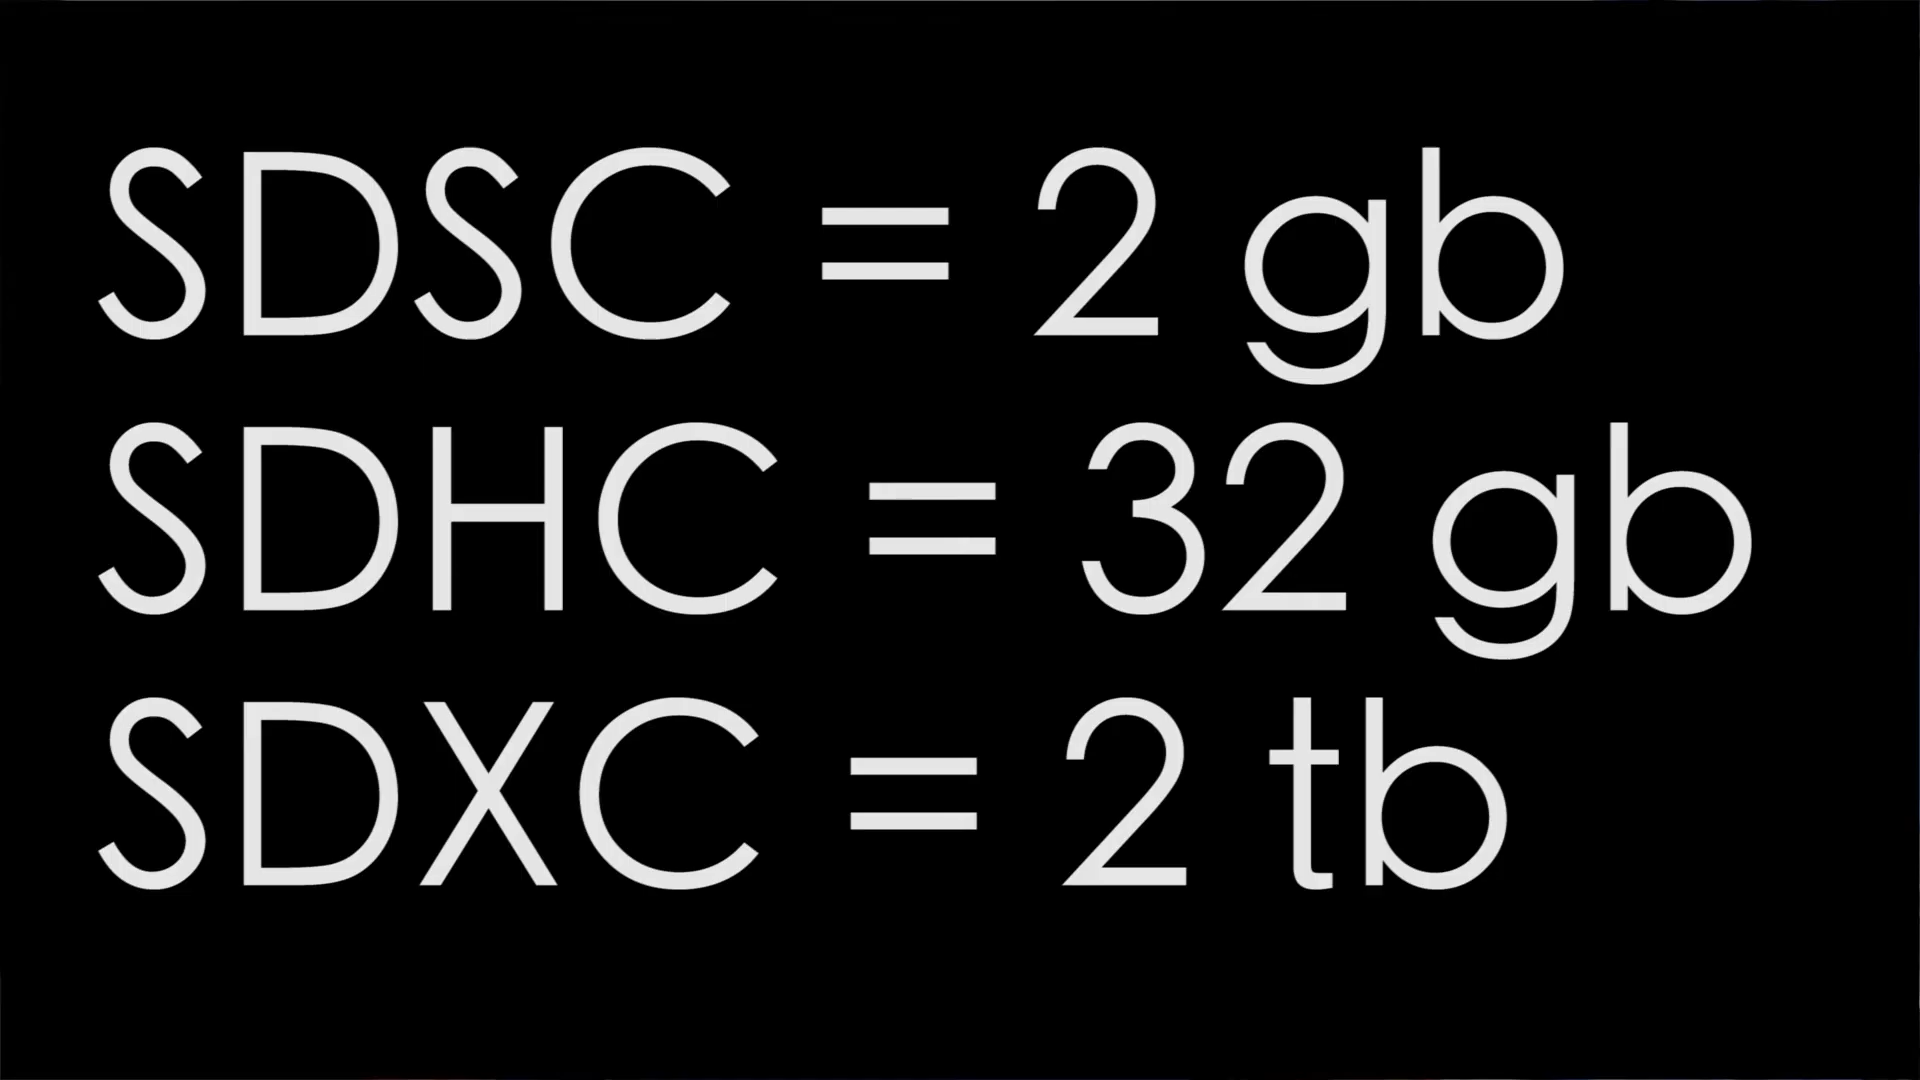 SDSC = 2 gb
SDHC = 32 gb
SDXC = 2 tb